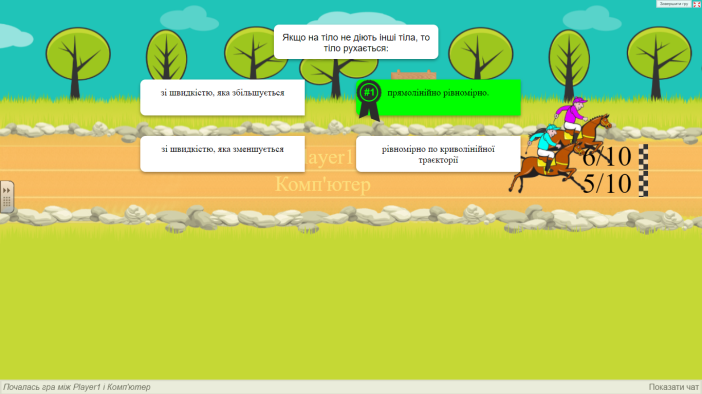 Завершити гру
Якщо на тіло не діють інші тіла, то
тіло рухається:
зі швидкістю, яка збільшується
#1
прямолінійно рівномірно.
зі швидкістю, яка зменшується
рівномірно по криволінійної
траєкторії
Player1
6/10
Комп'ютер
5/10
Почалась гра між Player1 і Комп'ютер
Показати чат